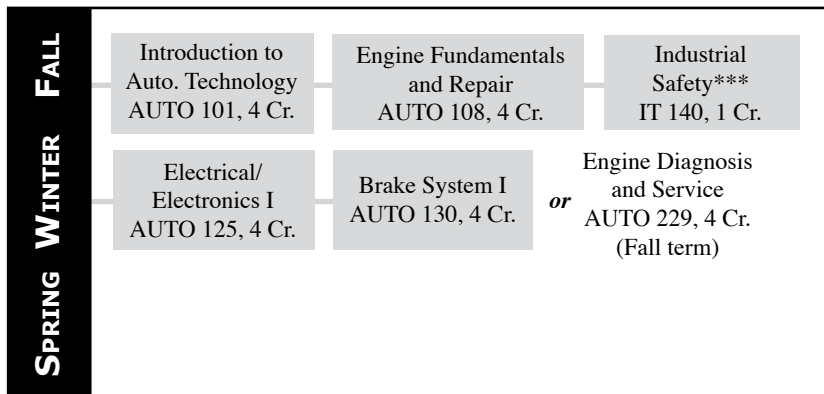 FALL
Introduction to
Auto. Technology
AUTO 101, 4 Cr.
Engine Fundamentals
and Repair
AUTO 108, 4 Cr.
Industrial
Safety***
IT 140, 1 Cr.
WINTER
Electrical/
Electronics I
AUTO 125, 4 Cr.
Brake System I
AUTO 130, 4 Cr.
or
Engine Diagnosis
and Service
AUTO 229, 4 Cr.
(Fall term)
SPRING